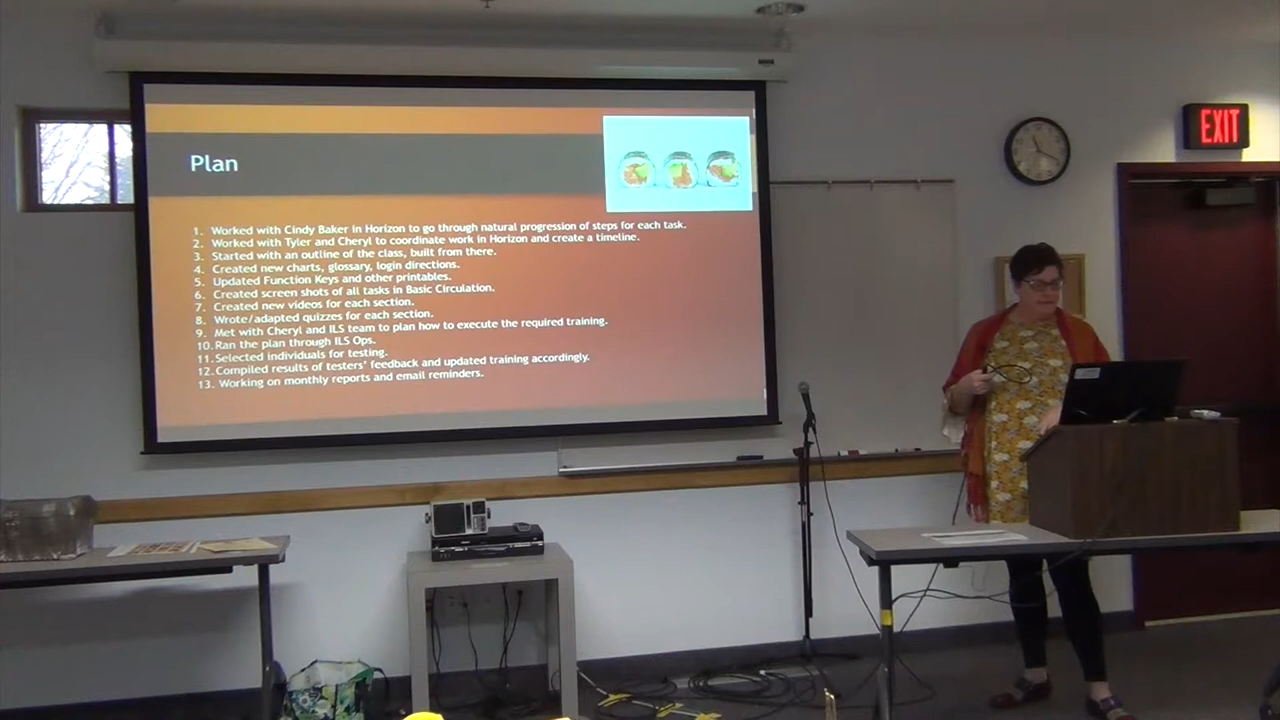 Plan
1. Worked with Cindy Baker in Horizon to go through natural progression of steps for each task.
2. Worked with Tyler and Cheryl to coordinate work in Horizon and create a timeline.
3. Started with an outline of the class, built from there.
4. Created new charts, glossary, login directions.
5. Updated Function Keys and other printables.
6. Created screen shots of all tasks in Basic Circulation.
7. Created new videos for each section.
8. Wrote/adapted quizzes for each section.
9. Met with Cheryl and ILS team to plan how to execute the required training.
10. Ran the plan through ILS Ops.
11. Selected individuals for testing.
12. Compiled results of testers' feedback and updated training accordingly.
13. Working on monthly reports and email reminders.
EXIT